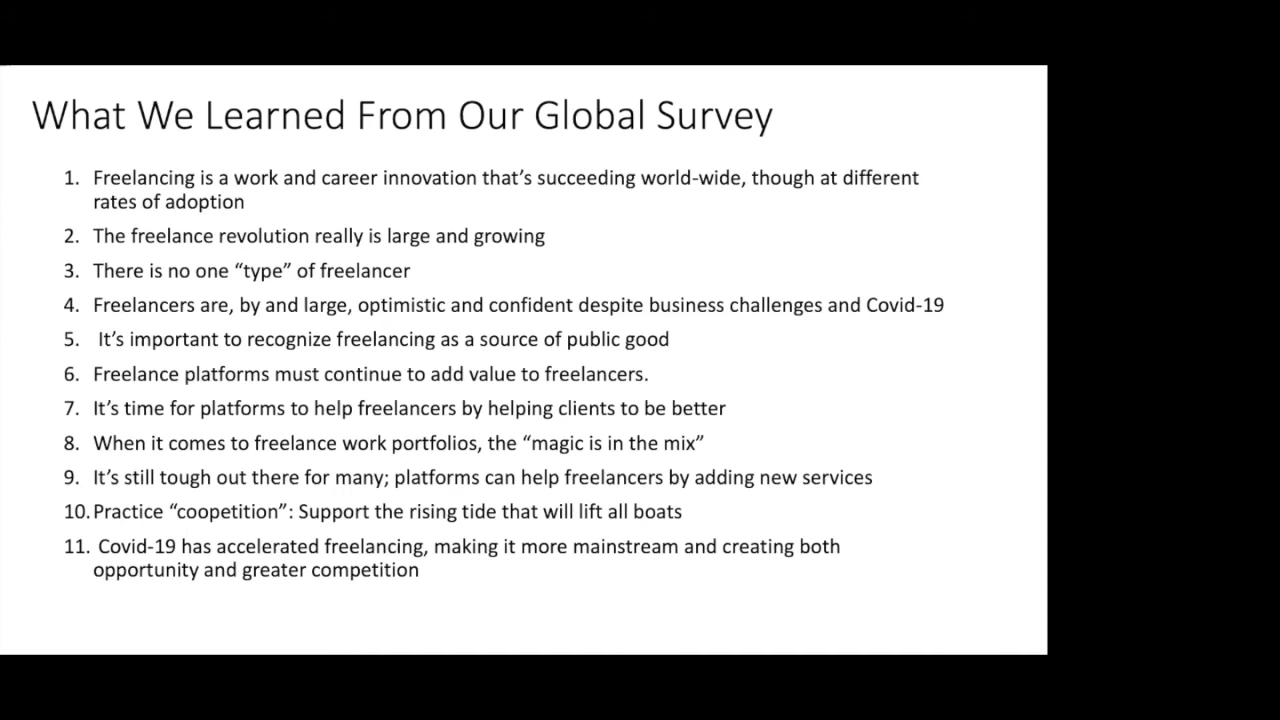 What We Learned From Our Global Survey
1. Freelancing is a work and career innovation that’s succeeding world-wide, though at different
rates of adoption
2. The freelance revolution really is large and growing
3. There is no one “type” of freelancer
4. Freelancers are, by and large, optimistic and confident despite business challenges and Covid-19
5. It’s important to recognize freelancing as a source of public good
6. Freelance platforms must continue to add value to freelancers.
7. It’s time for platforms to help freelancers by helping clients to be better
8. When it comes to freelance work portfolios, the “magic is in the mix”
9. It’s still tough out there for many; platforms can help freelancers by adding new services
10. Practice “coopetition”: Support the rising tide that will lift all boats
11. Covid-19 has accelerated freelancing, making it more mainstream and creating both
opportunity and greater competition